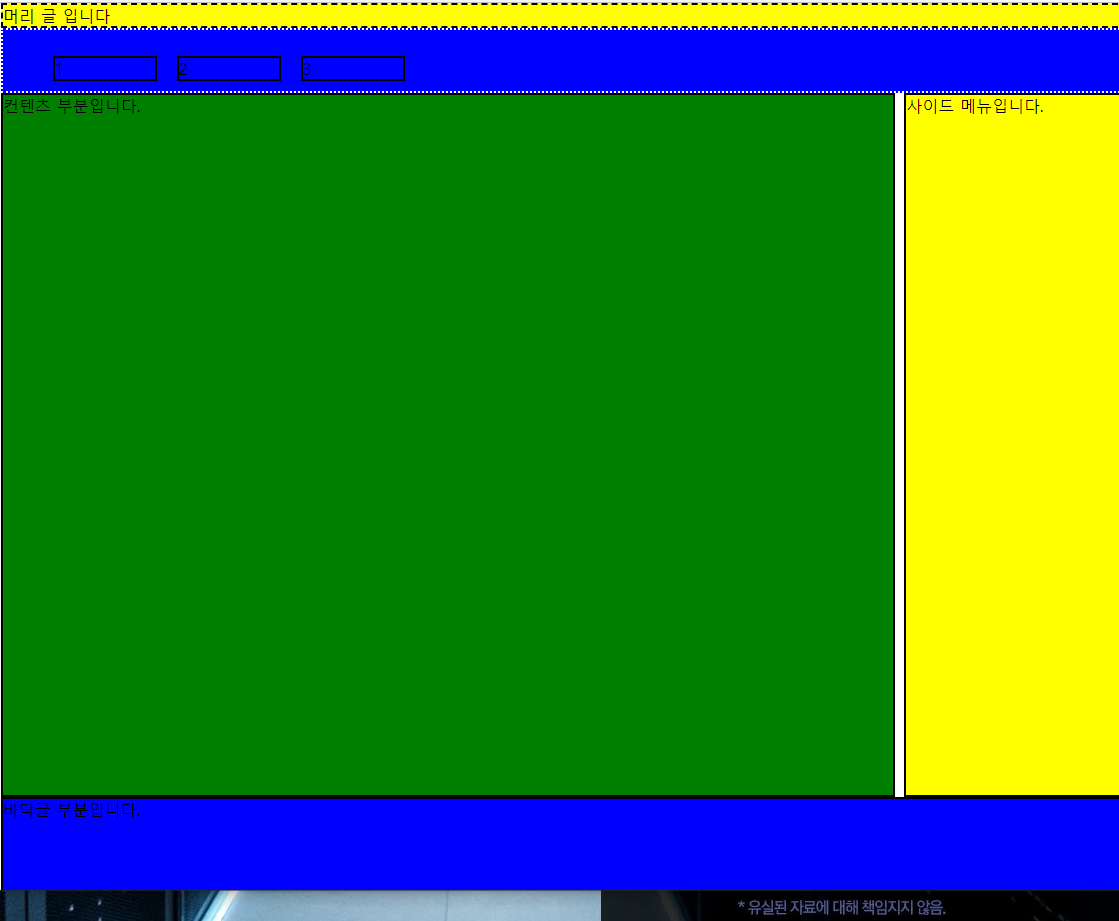 머리 글 입니다
1 2 3
컨텐츠 부분입니다.
사이드 메뉴입니다.
바닥글 부분입니다.
* 유실된 자료에 대해 책임지지 않음.